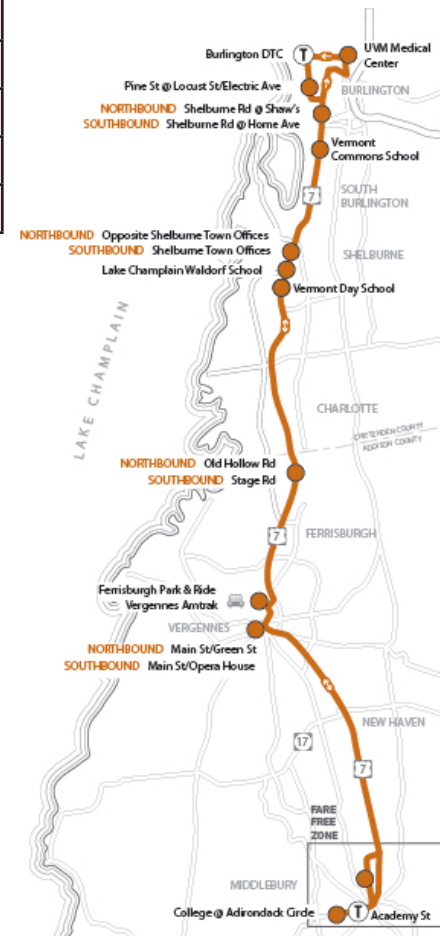 Burlington DTC
T
UVM Medical
Center
Pine St @ Locust St/Electric Ave
BURLINGTON
NORTHBOUND Shelburne Rd @ Shaw's
SOUTHBOUND Shelburne Rd @ Home Ave
Vermont
Commons School
7
SOUTH
BURLINGTON
NORTHBOUND Opposite Shelburne Town Offices
SOUTHBOUND Shelburne Town Offices
SHELBURNE
Lake Champlain Waldorf School
Vermont Day School
LAKE CHAMPLAIN
CHARLOTTE
CHITTENDEN COUNTY
ADDISON COUNTY
NORTHBOUND Old Hollow Rd
SOUTHBOUND Stage Rd
7
FERRISBURGH
Ferrisburgh Park & Ride
Vergennes Amtrak
VERGENNES
NORTHBOUND Main St/Green St
SOUTHBOUND Main St/Opera House
NEW HAVEN
17
7
FARE
FREE
ZONE
MIDDLEBURY
College @ Adirondack Circle
T
Academy St